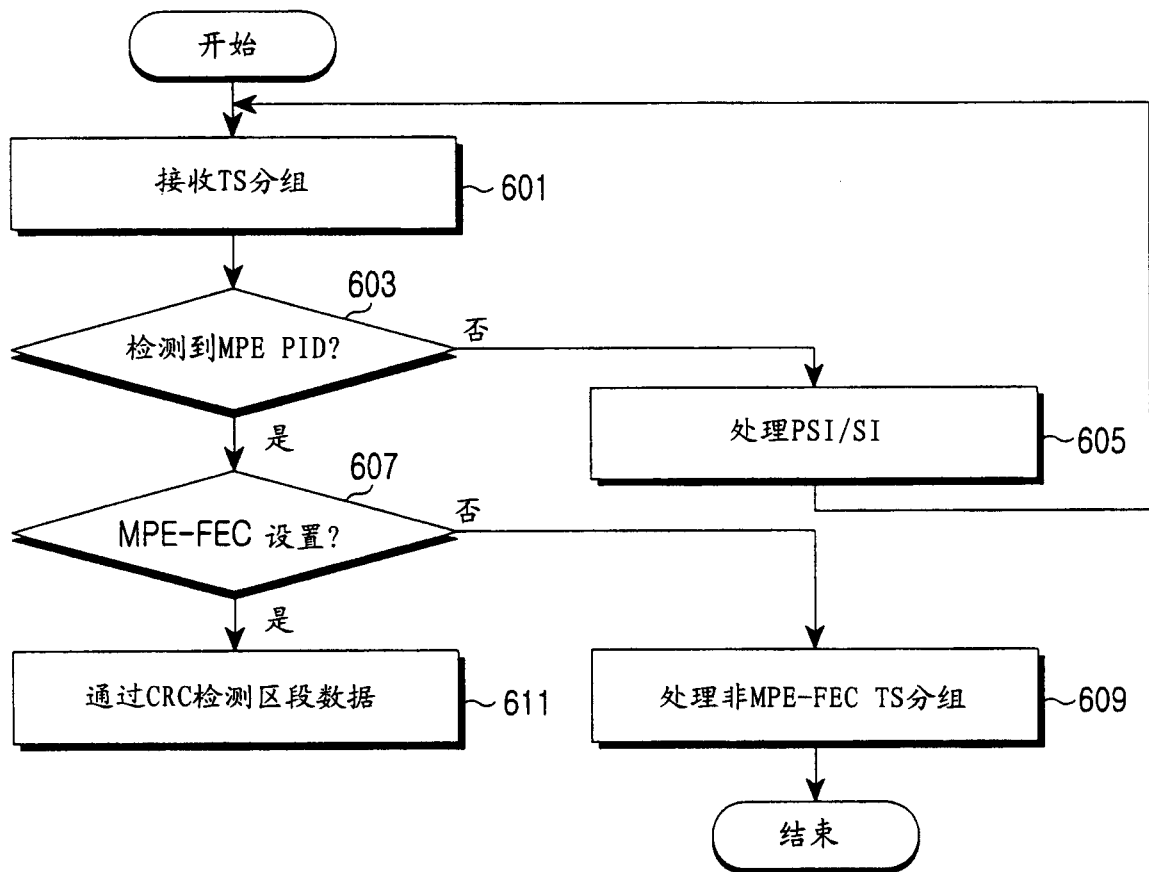 开始
接收TS分组
601
603
检测到MPE PID?
否
是
处理PSI/SI
605
607
MPE-FEC 设置?
否
是
通过CRC检测区段数据
611
处理非MPE-FEC TS分组
609
结束